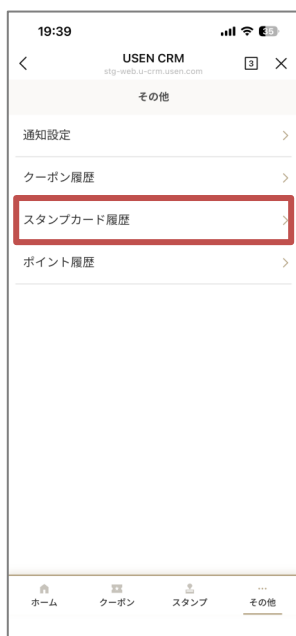 19:39
35
USEN CRM
stg-web.u-crm.usen.com
3
その他
通知設定
クーポン履歴
スタンプカード履歴
ポイント履歴
ホーム クーポン スタンプ その他